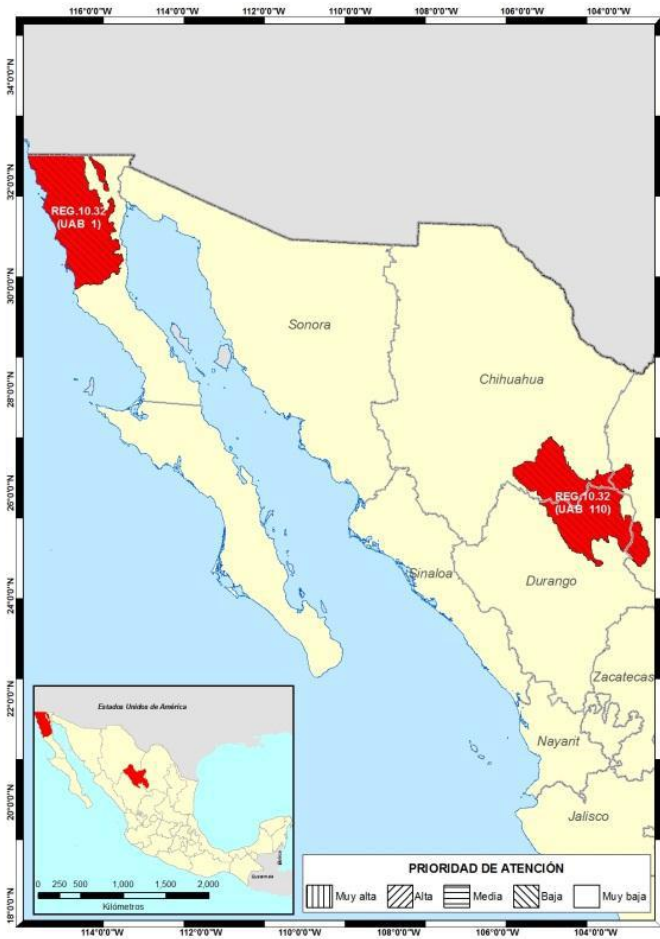 116°0'0"W 114°0'0"W 112°0'0"W 110°0'0"W 108°0'0"W 106°0'0"W 104°0'0"W
34°0'0"N
32°0'0"N
REG.10.32
(UAB 1)
30°0'0"N
Sonora
Chihuahua
28°0'0"N
26°0'0"N
REG.10.32
(UAB 110)
Sinaloa
Durango
24°0'0"N
Zacatecas
22°0'0"N
Estados Unidos de América
Nayarit
20°0'0"N
Jalisco
PRIORIDAD DE ATENCIÓN
0 250 500 1,000 1,500 2,000
Kilómetros
Muy alta Alta Media Baja Muy baja
18°0'0"N
114°0'0"W 112°0'0"W 110°0'0"W 108°0'0"W 106°0'0"W 104°0'0"W